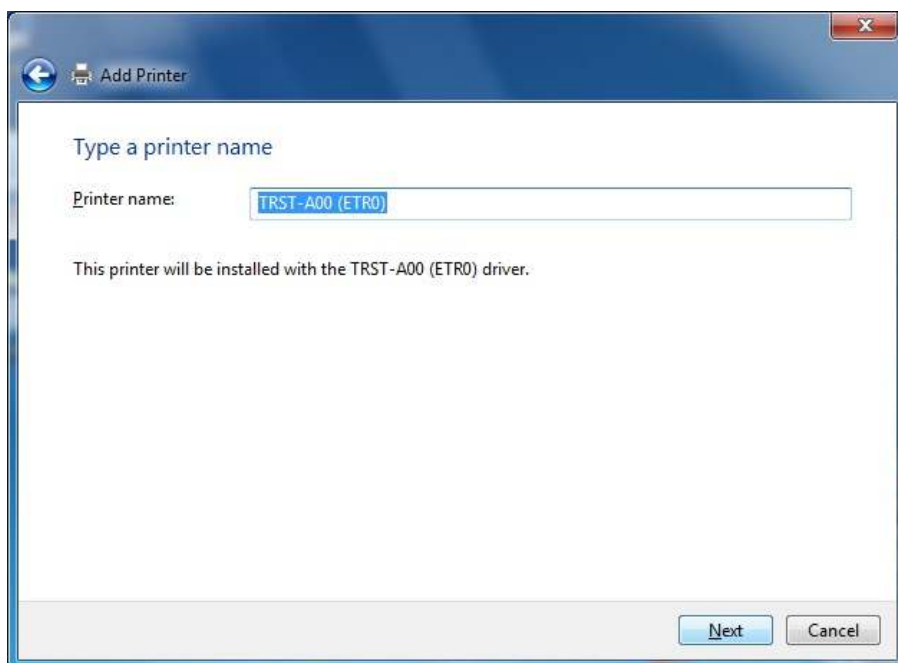 Add Printer
Type a printer name
Printer name: TRST-A00 (ETR0)
This printer will be installed with the TRST-A00 (ETR0) driver.
Next Cancel